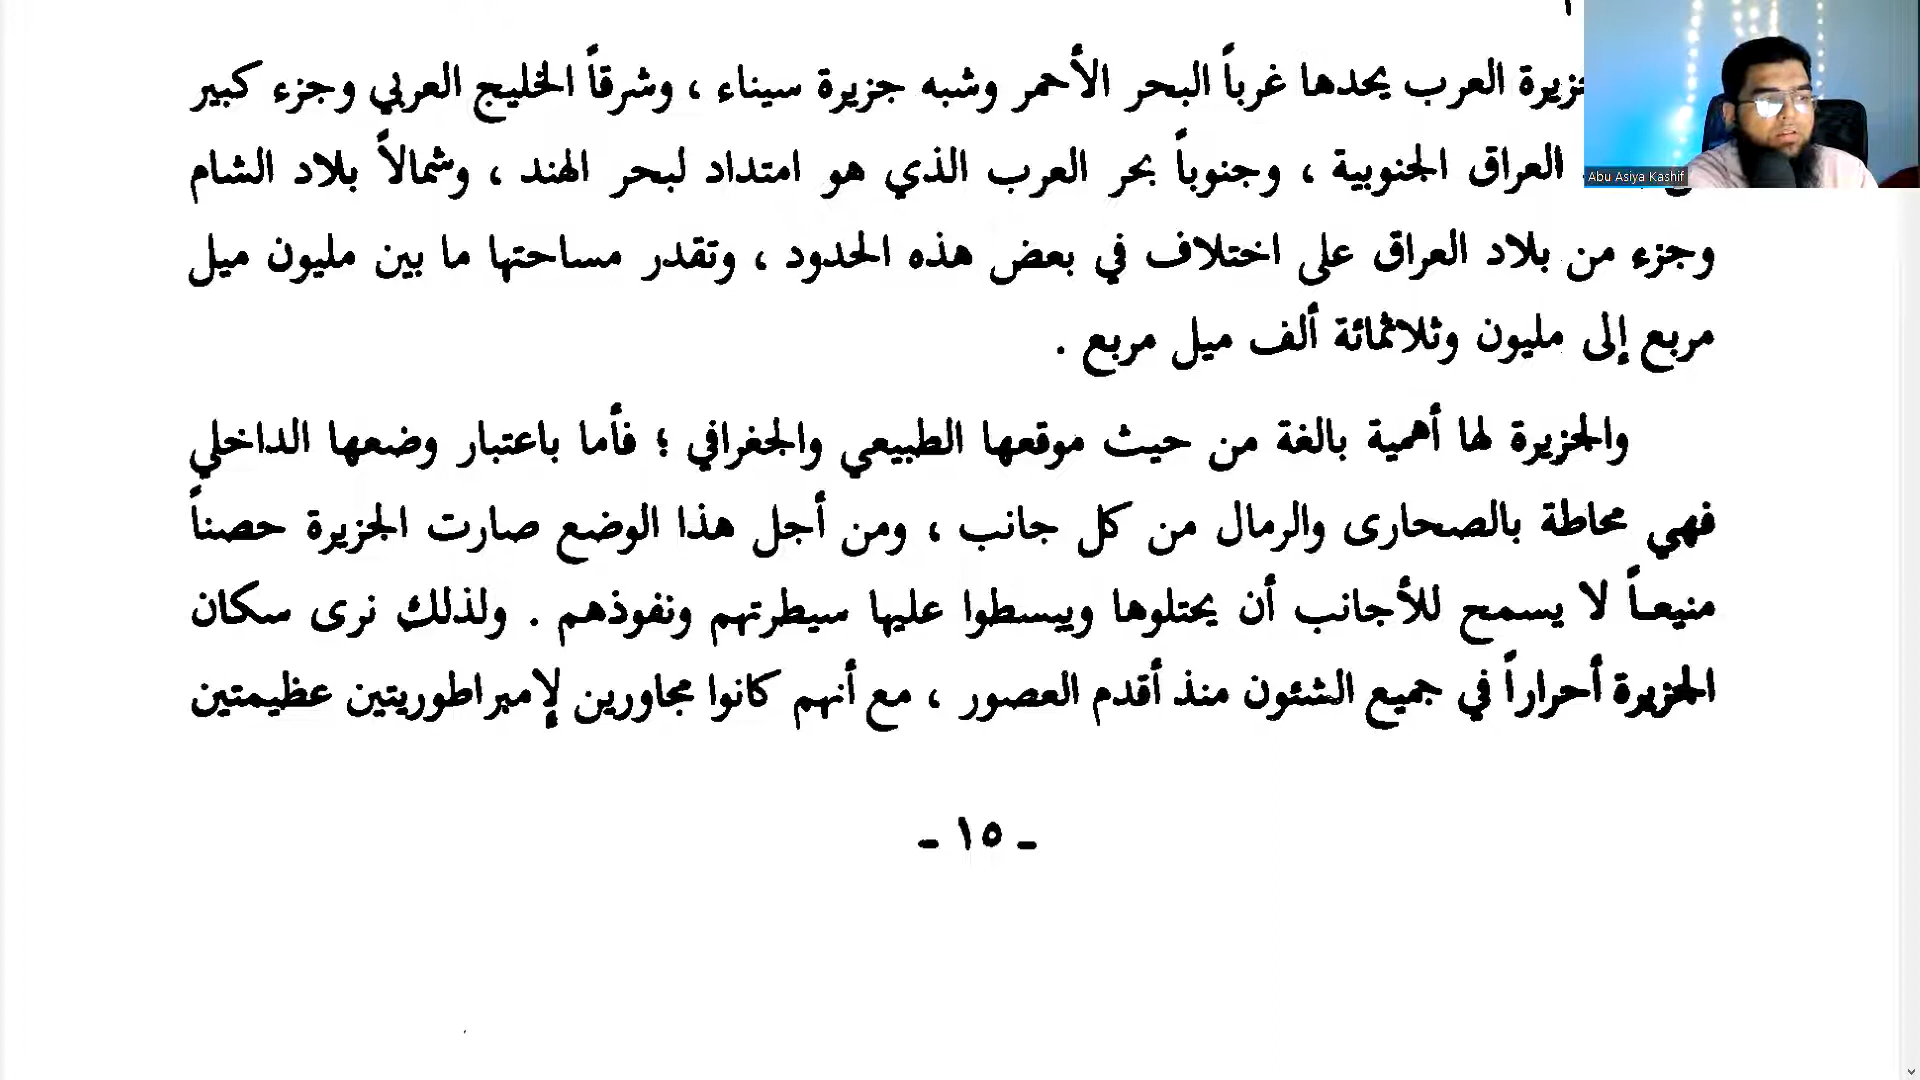 Abu Asiya Kashif
جزيرة العرب يحدها غرباً البحر الأحمر وشبه جزيرة سيناء ، وشرقاً الخليج العربي وجزء كبير
العراق الجنوبية ، وجنوباً بحر العرب الذي هو امتداد لبحر الهند ، وشمالاً بلاد الشام
وجزء من بلاد العراق على اختلاف في بعض هذه الحدود ، وتقدر مساحتها ما بين مليون ميل
مربع إلى مليون وثلاثمائة ألف ميل مربع .
والجزيرة لها أهمية بالغة من حيث موقعها الطبيعي والجغرافي ؛ فأما باعتبار وضعها الداخلي
فهي محاطة بالصحارى والرمال من كل جانب ، ومن أجل هذا الوضع صارت الجزيرة حصناً
منيعـاً لا يسمح للأجانب أن يحتلوها ويبسطوا عليها سيطرتهم ونفوذهم . ولذلك نرى سكان
الجزيرة أحراراً في جميع الشئون منذ أقدم العصور ، مع أنهم كانوا مجاورين لإمبراطوريتين عظيمتين
ـ ١٥ ـ